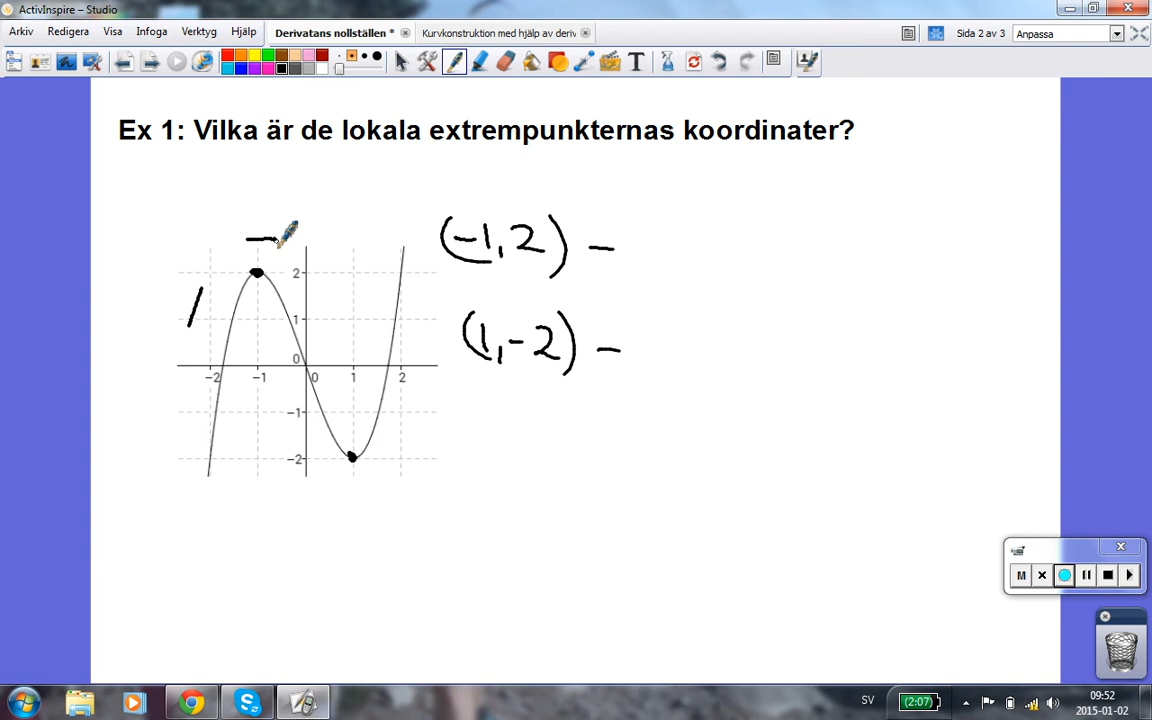 ActivInspire – Studio
Arkiv Redigera Visa Infoga Verktyg Hjälp
Derivatans nollställen *
Kurvkonstruktion med hjälp av deriv
Sida 2 av 3
Anpassa
Ex 1: Vilka är de lokala extrempunkternas koordinater?
(-1,2) -
(1,-2) -
2
1
0
-2 -1 0 1 2
-1
-2
M
SV
(2:07)
09:52
2015-01-02